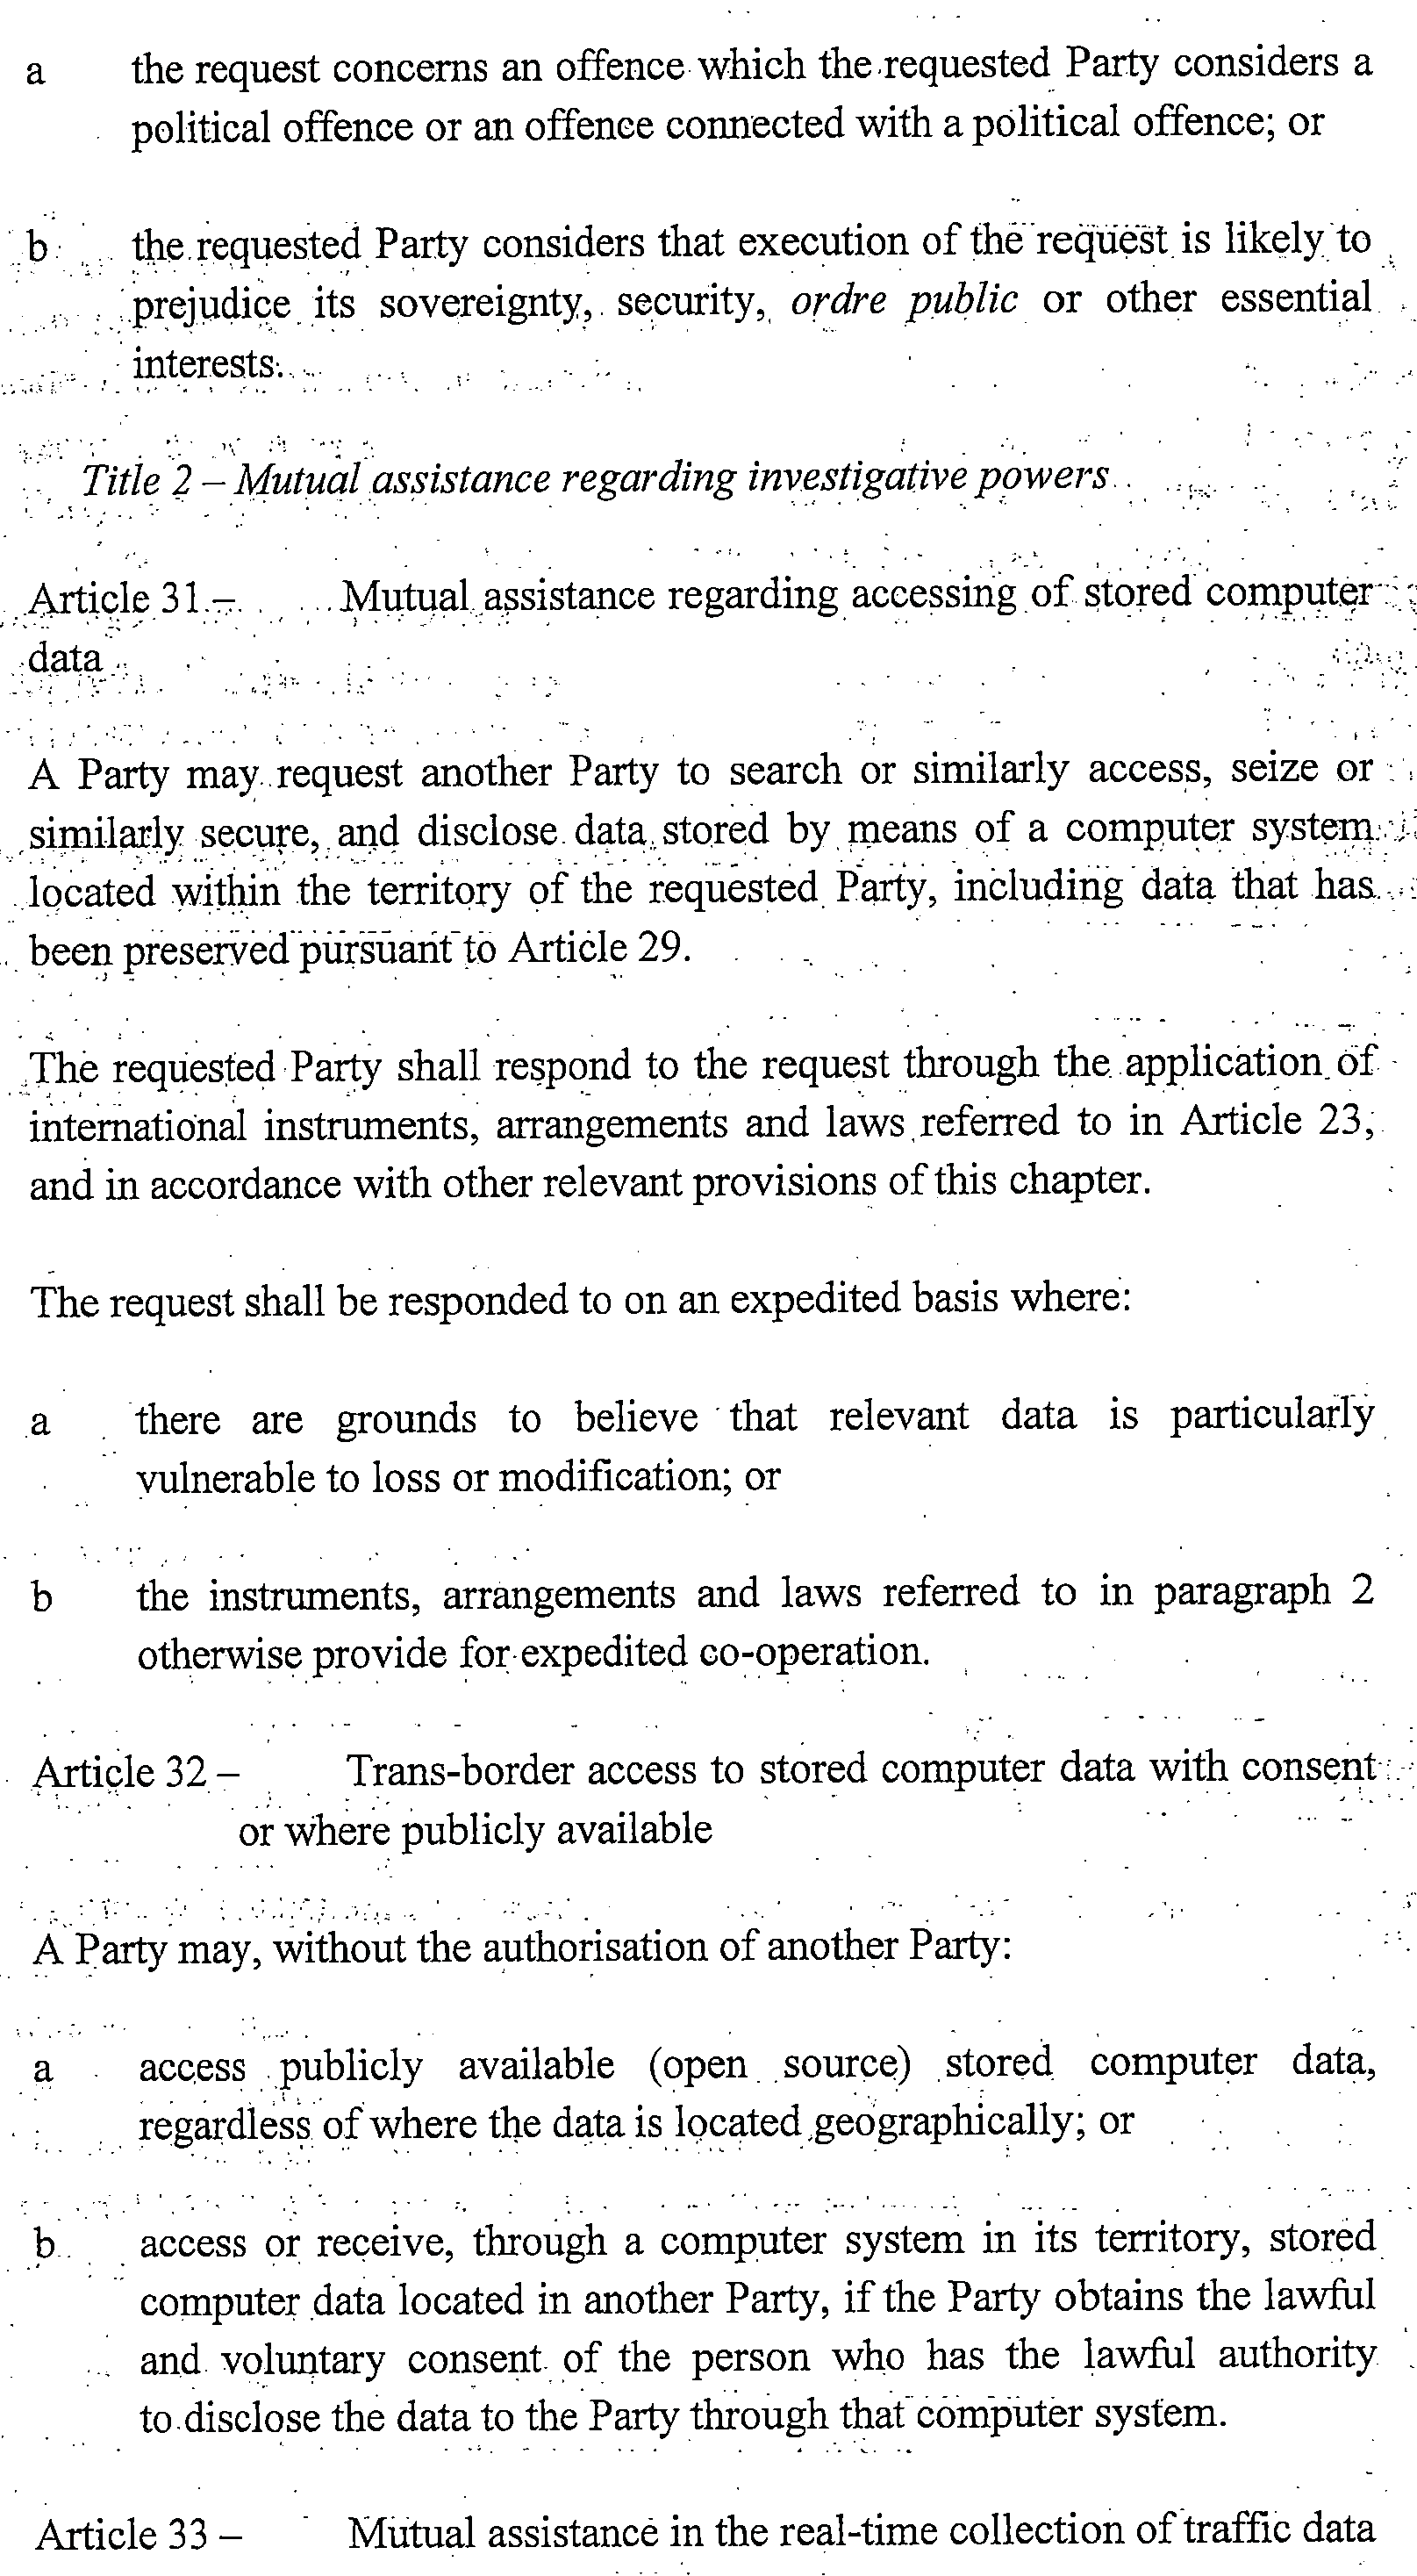 a the request concerns an offence which the requested Party considers a
political offence or an offence connected with a political offence; or
b the requested Party considers that execution of the request is likely to
prejudice its sovereignty, security, ordre public or other essential
interests.
Title 2 – Mutual assistance regarding investigative powers
Article 31 – Mutual assistance regarding accessing of stored computer
data
A Party may request another Party to search or similarly access, seize or
similarly secure, and disclose data stored by means of a computer system
located within the territory of the requested Party, including data that has
been preserved pursuant to Article 29.
The requested Party shall respond to the request through the application of
international instruments, arrangements and laws referred to in Article 23,
and in accordance with other relevant provisions of this chapter.
The request shall be responded to on an expedited basis where:
a there are grounds to believe that relevant data is particularly
vulnerable to loss or modification; or
b the instruments, arrangements and laws referred to in paragraph 2
otherwise provide for expedited co-operation.
Article 32 – Trans-border access to stored computer data with consent
or where publicly available
A Party may, without the authorisation of another Party:
a access publicly available (open source) stored computer data,
regardless of where the data is located geographically; or
b access or receive, through a computer system in its territory, stored
computer data located in another Party, if the Party obtains the lawful
and voluntary consent of the person who has the lawful authority
to disclose the data to the Party through that computer system.
Article 33 – Mutual assistance in the real-time collection of traffic data